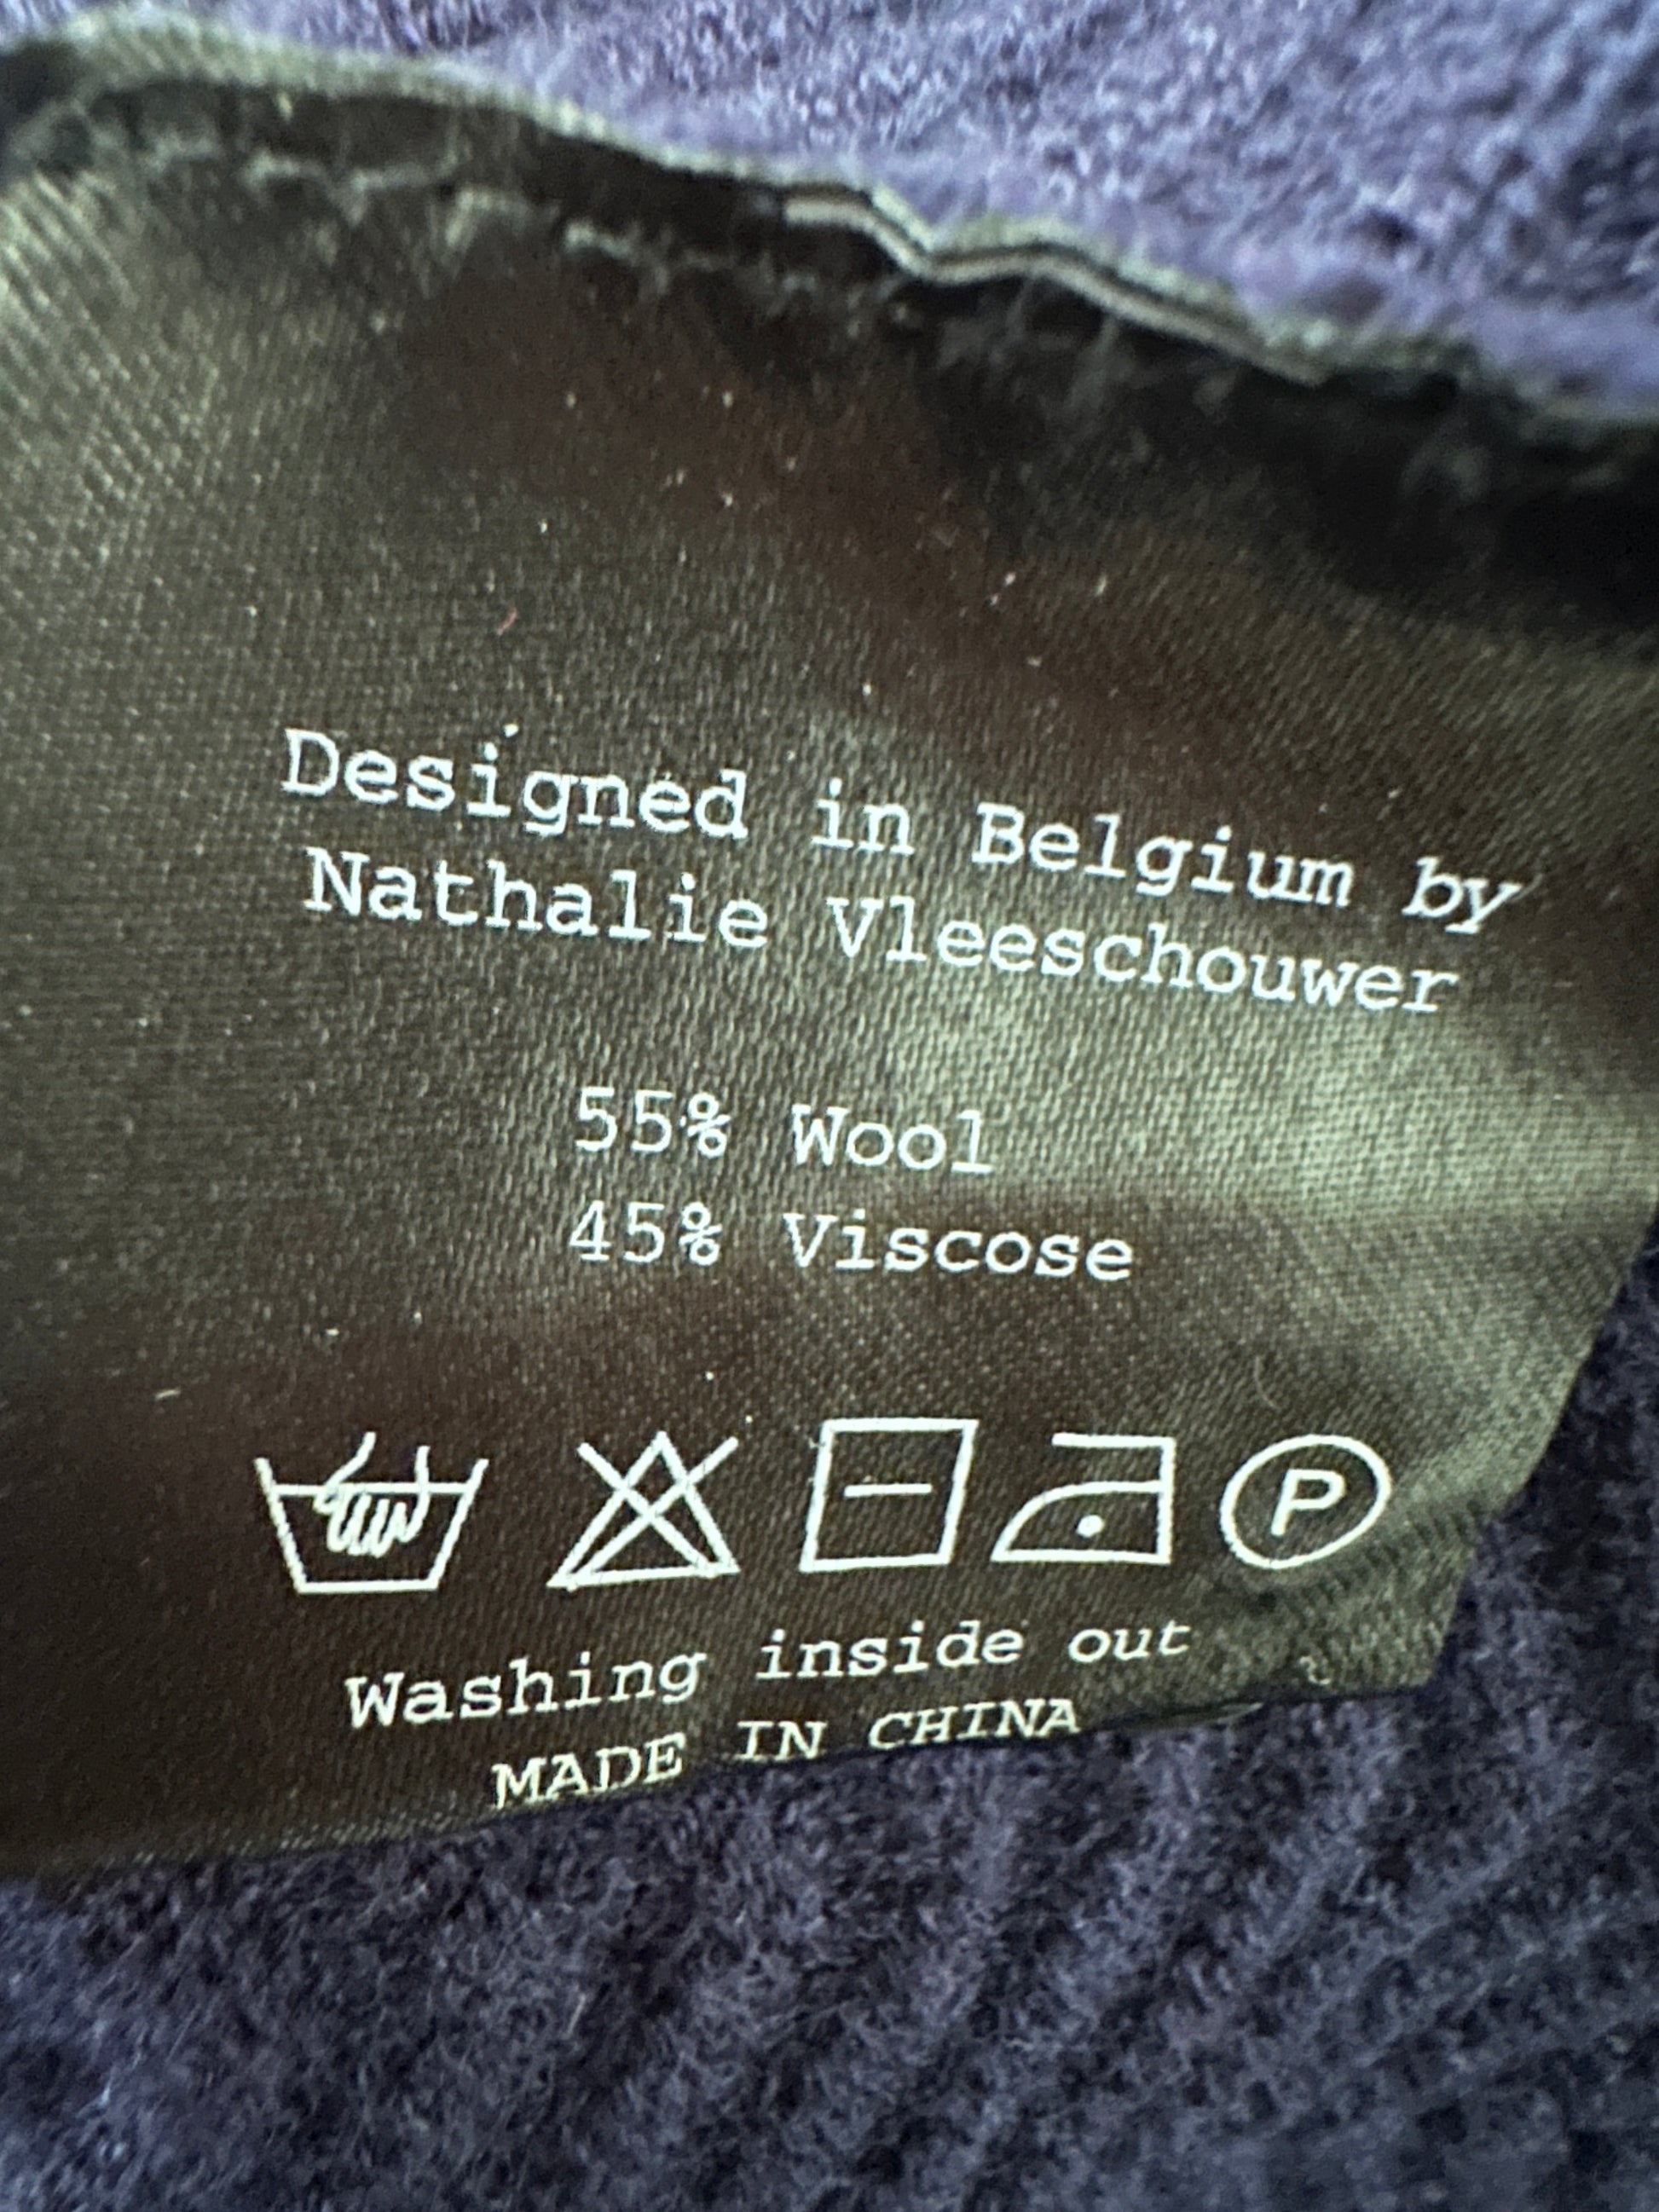 Designed in Belgium by
Nathalie Vleeschouwer
55% Wool
45% Viscose
P
Washing inside out
MADE IN CHINA